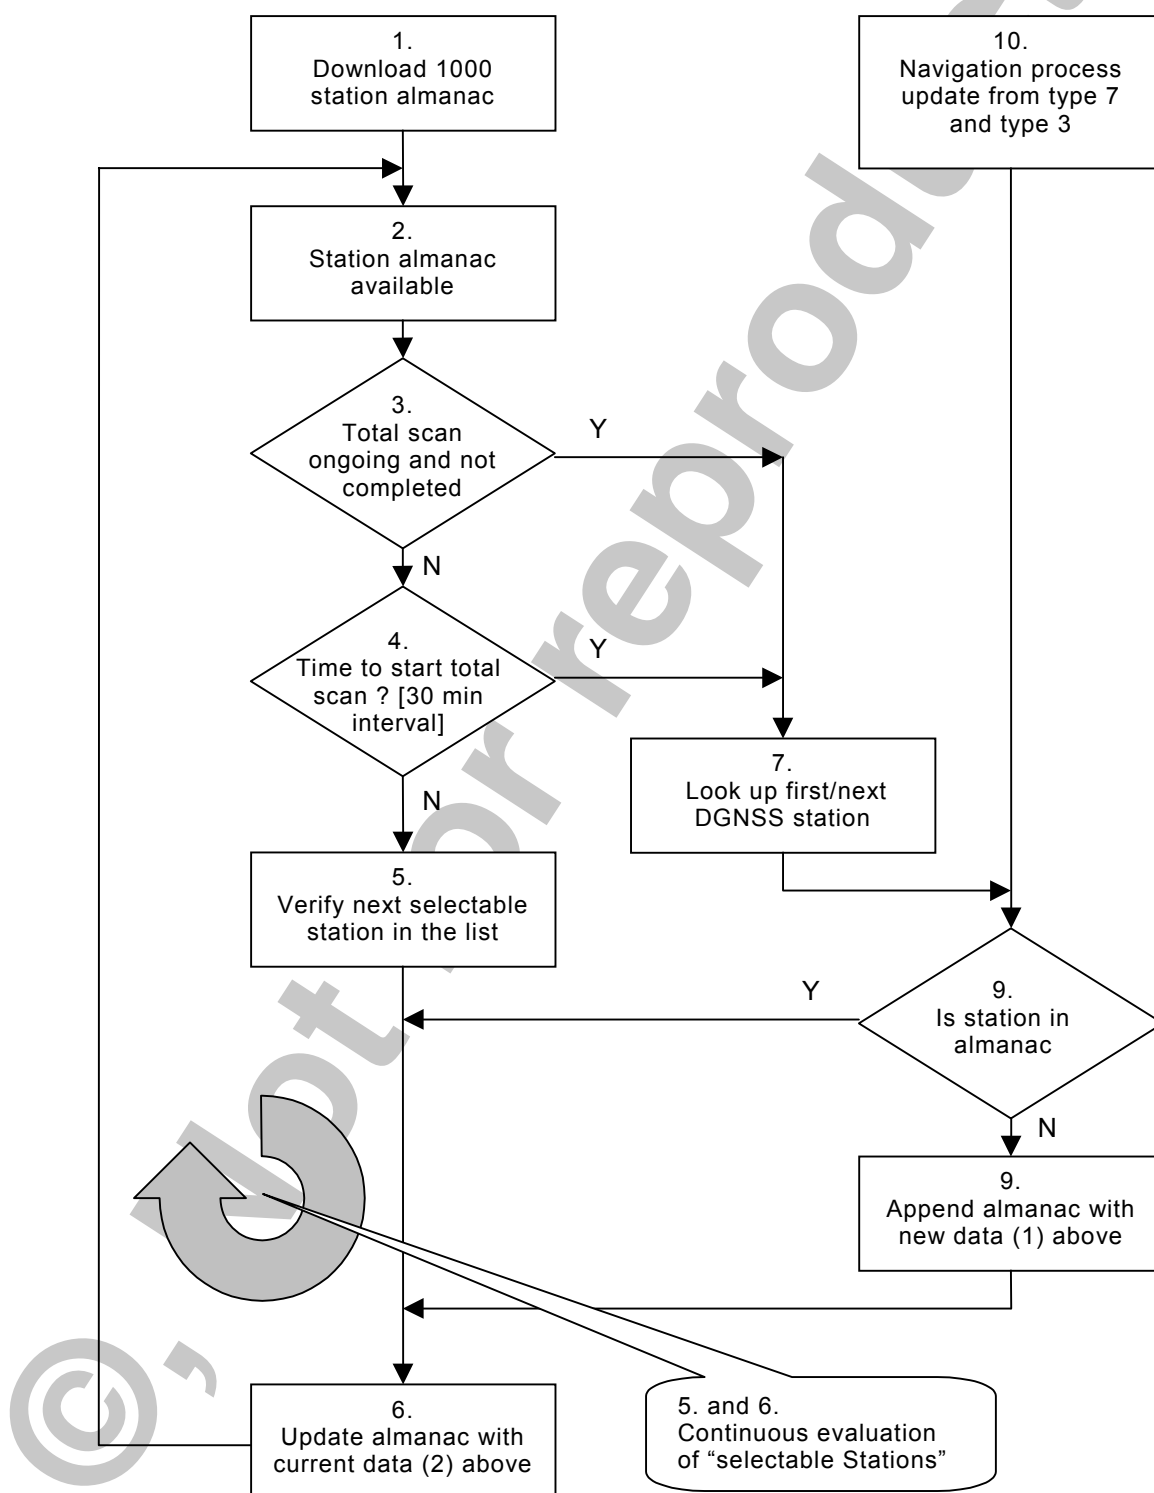 1.
Download 1000
station almanac
10.
Navigation process
update from type 7
and type 3
2.
Station almanac
available
3.
Total scan
ongoing and not
completed
Y
N
4.
Time to start total
scan ? [30 min
interval]
Y
N
7.
Look up first/next
DGNSS station
5.
Verify next selectable
station in the list
9.
Is station in
almanac
Y
N
9.
Append almanac with
new data (1) above
6.
Update almanac with
current data (2) above
5. and 6.
Continuous evaluation
of “selectable Stations”
©, Not for